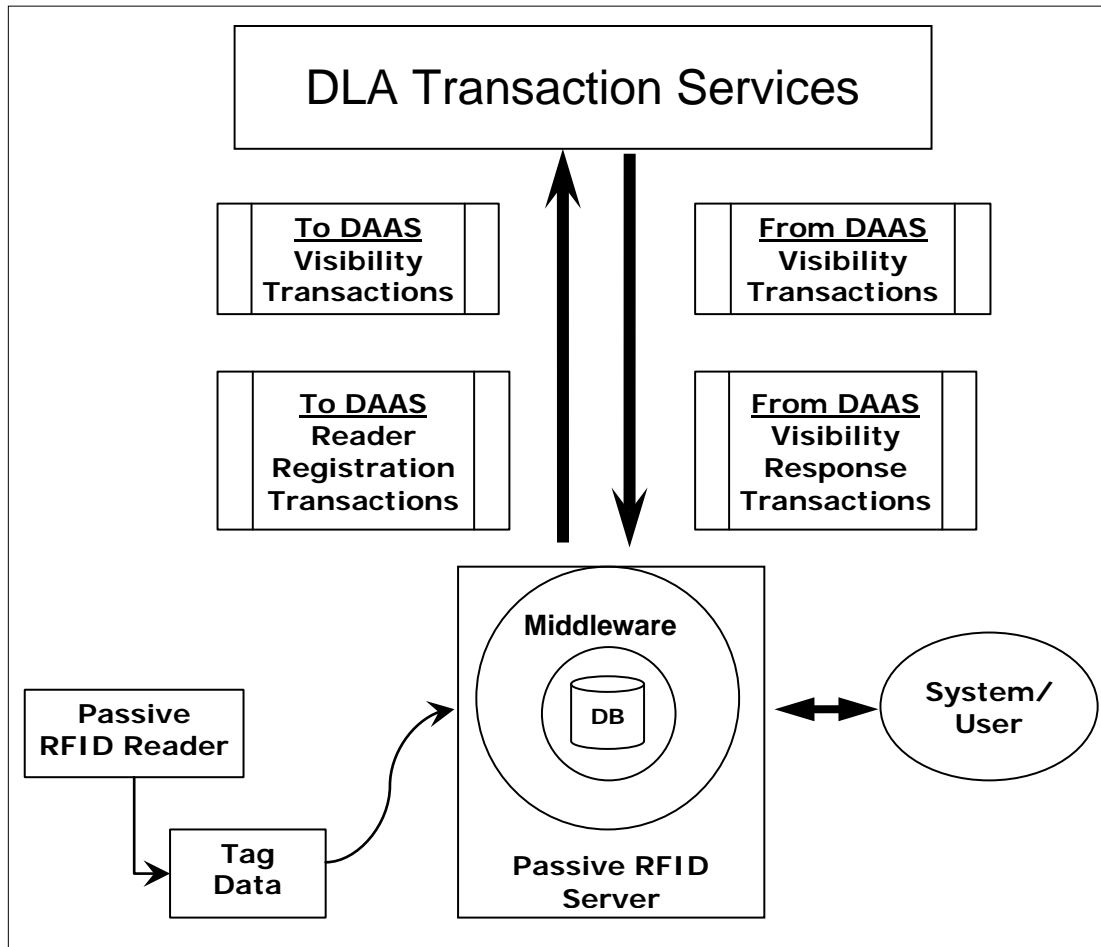 DLA Transaction Services
To DAAS
Visibility
Transactions
From DAAS
Visibility
Transactions
To DAAS
Reader
Registration
Transactions
From DAAS
Visibility
Response
Transactions
Middleware
DB
Passive RFID
Server
System/
User
Passive
RFID Reader
Tag
Data